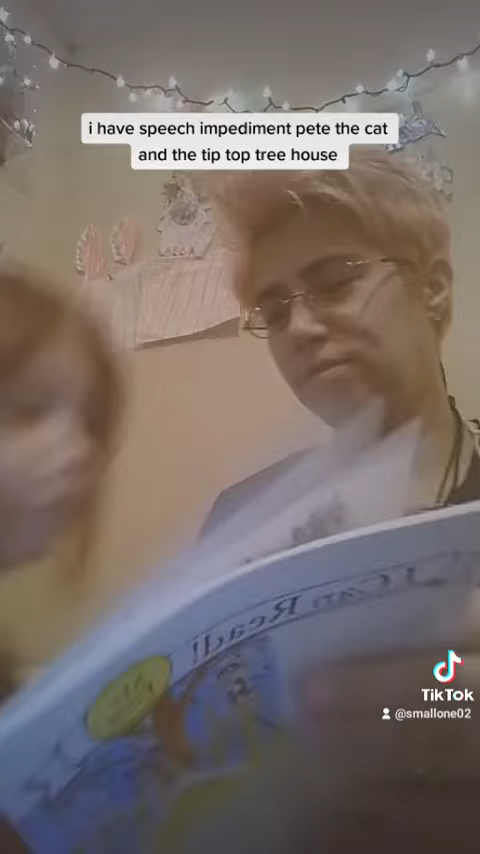 i have speech impediment pete the cat
and the tip top tree house
I Can Read!
TikTok
@smallone02